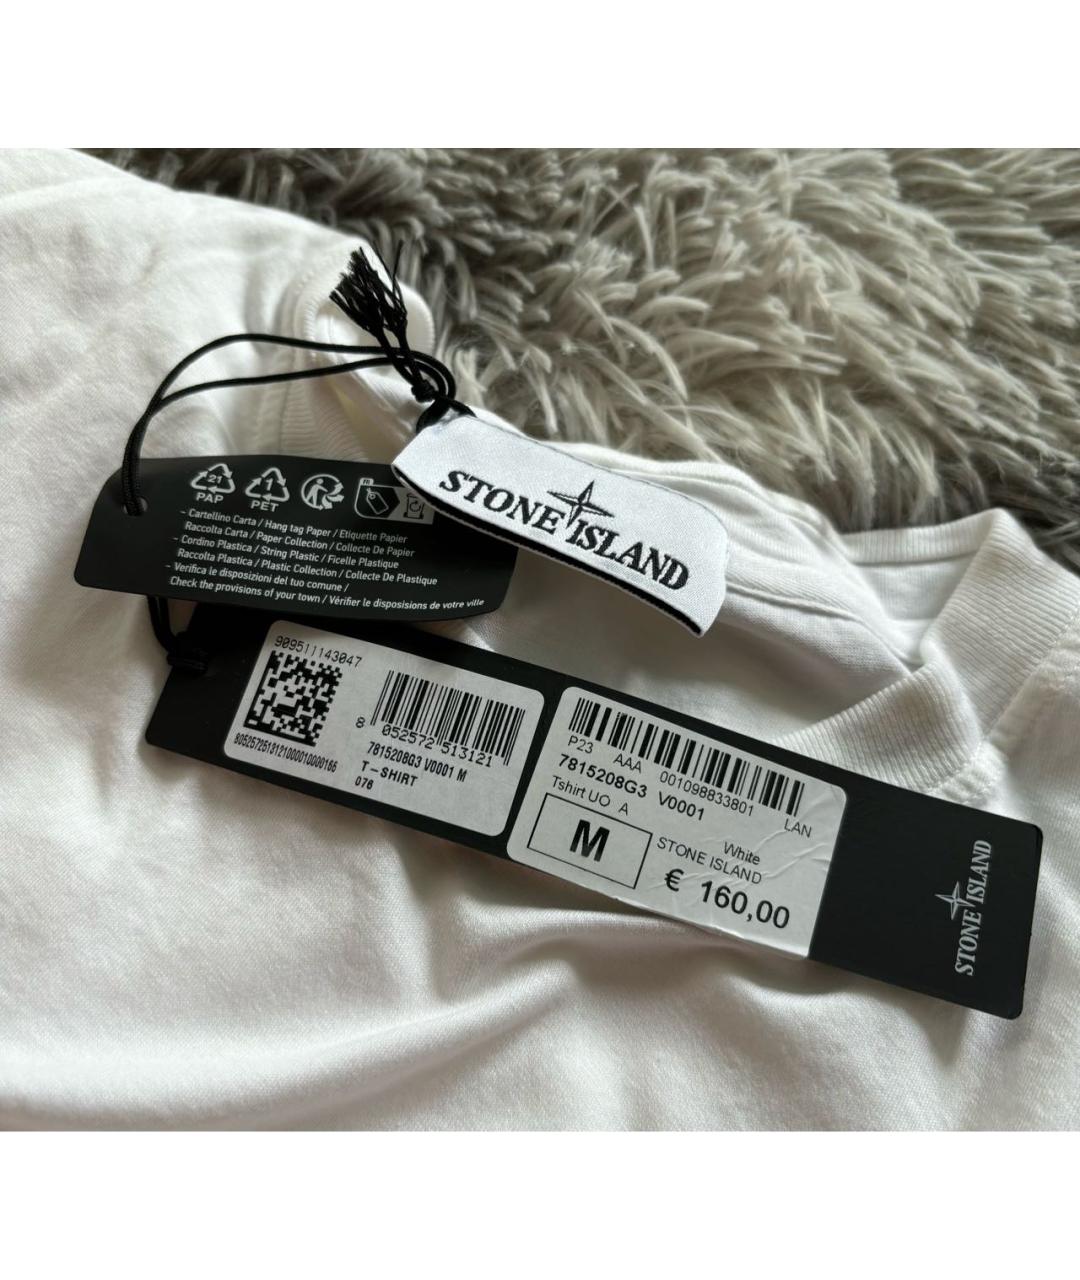 21
PAP
1
PET
FR
- Cartellino Carta / Hang tag Paper / Etiquette Papier
Raccolta Carta / Paper Collection / Collecte De Papier
- Cordino Plastica / String Plastic / Ficelle Plastique
Raccolta Plastica / Plastic Collection / Collecte De Plastique
- Verifica le disposizioni del tuo comune /
Check the provisions of your town / Vérifier le disposisions de votre ville
STONE ISLAND
909511143047
8052572513121000010000166
8 052572 513121
7815208G3 V0001 M
T-SHIRT
076
P23 AAA 001098833801 LAN
7815208G3 V0001
Tshirt UO A
M
White
STONE ISLAND
€ 160,00
STONE ISLAND